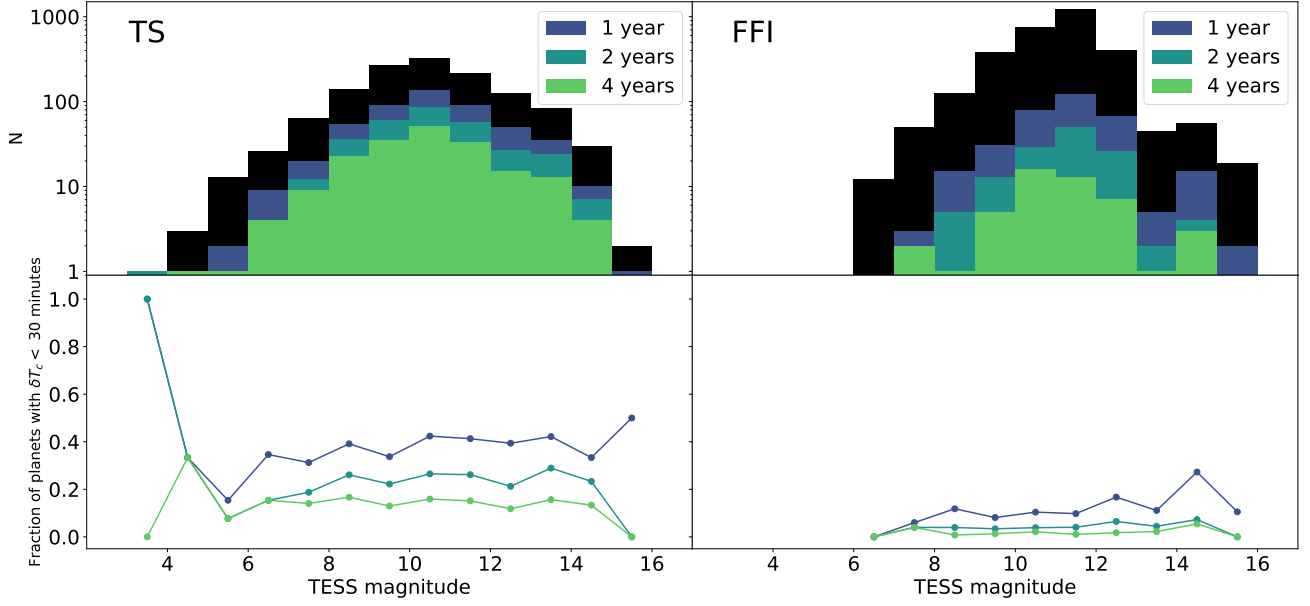 TS
1 year
2 years
4 years
FFI
1 year
2 years
4 years
1000
100
10
1
N
1.0
0.8
0.6
0.4
0.2
0.0
Fraction of planets with δT_c < 30 minutes
4 6 8 10 12 14 16
4 6 8 10 12 14 16
TESS magnitude
TESS magnitude